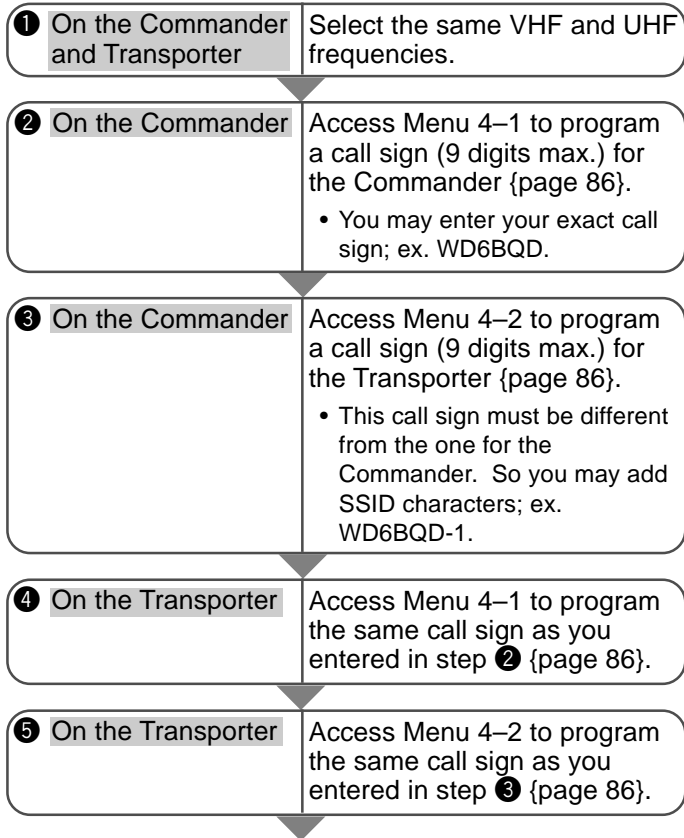 ❶ On the Commander and Transporter
Select the same VHF and UHF
frequencies.
❷ On the Commander
Access Menu 4–1 to program
a call sign (9 digits max.) for
the Commander {page 86}.
• You may enter your exact call
sign; ex. WD6BQD.
❸ On the Commander
Access Menu 4–2 to program
a call sign (9 digits max.) for
the Transporter {page 86}.
• This call sign must be different
from the one for the
Commander. So you may add
SSID characters; ex.
WD6BQD-1.
❹ On the Transporter
Access Menu 4–1 to program
the same call sign as you
entered in step ❷ {page 86}.
❺ On the Transporter
Access Menu 4–2 to program
the same call sign as you
entered in step ❸ {page 86}.